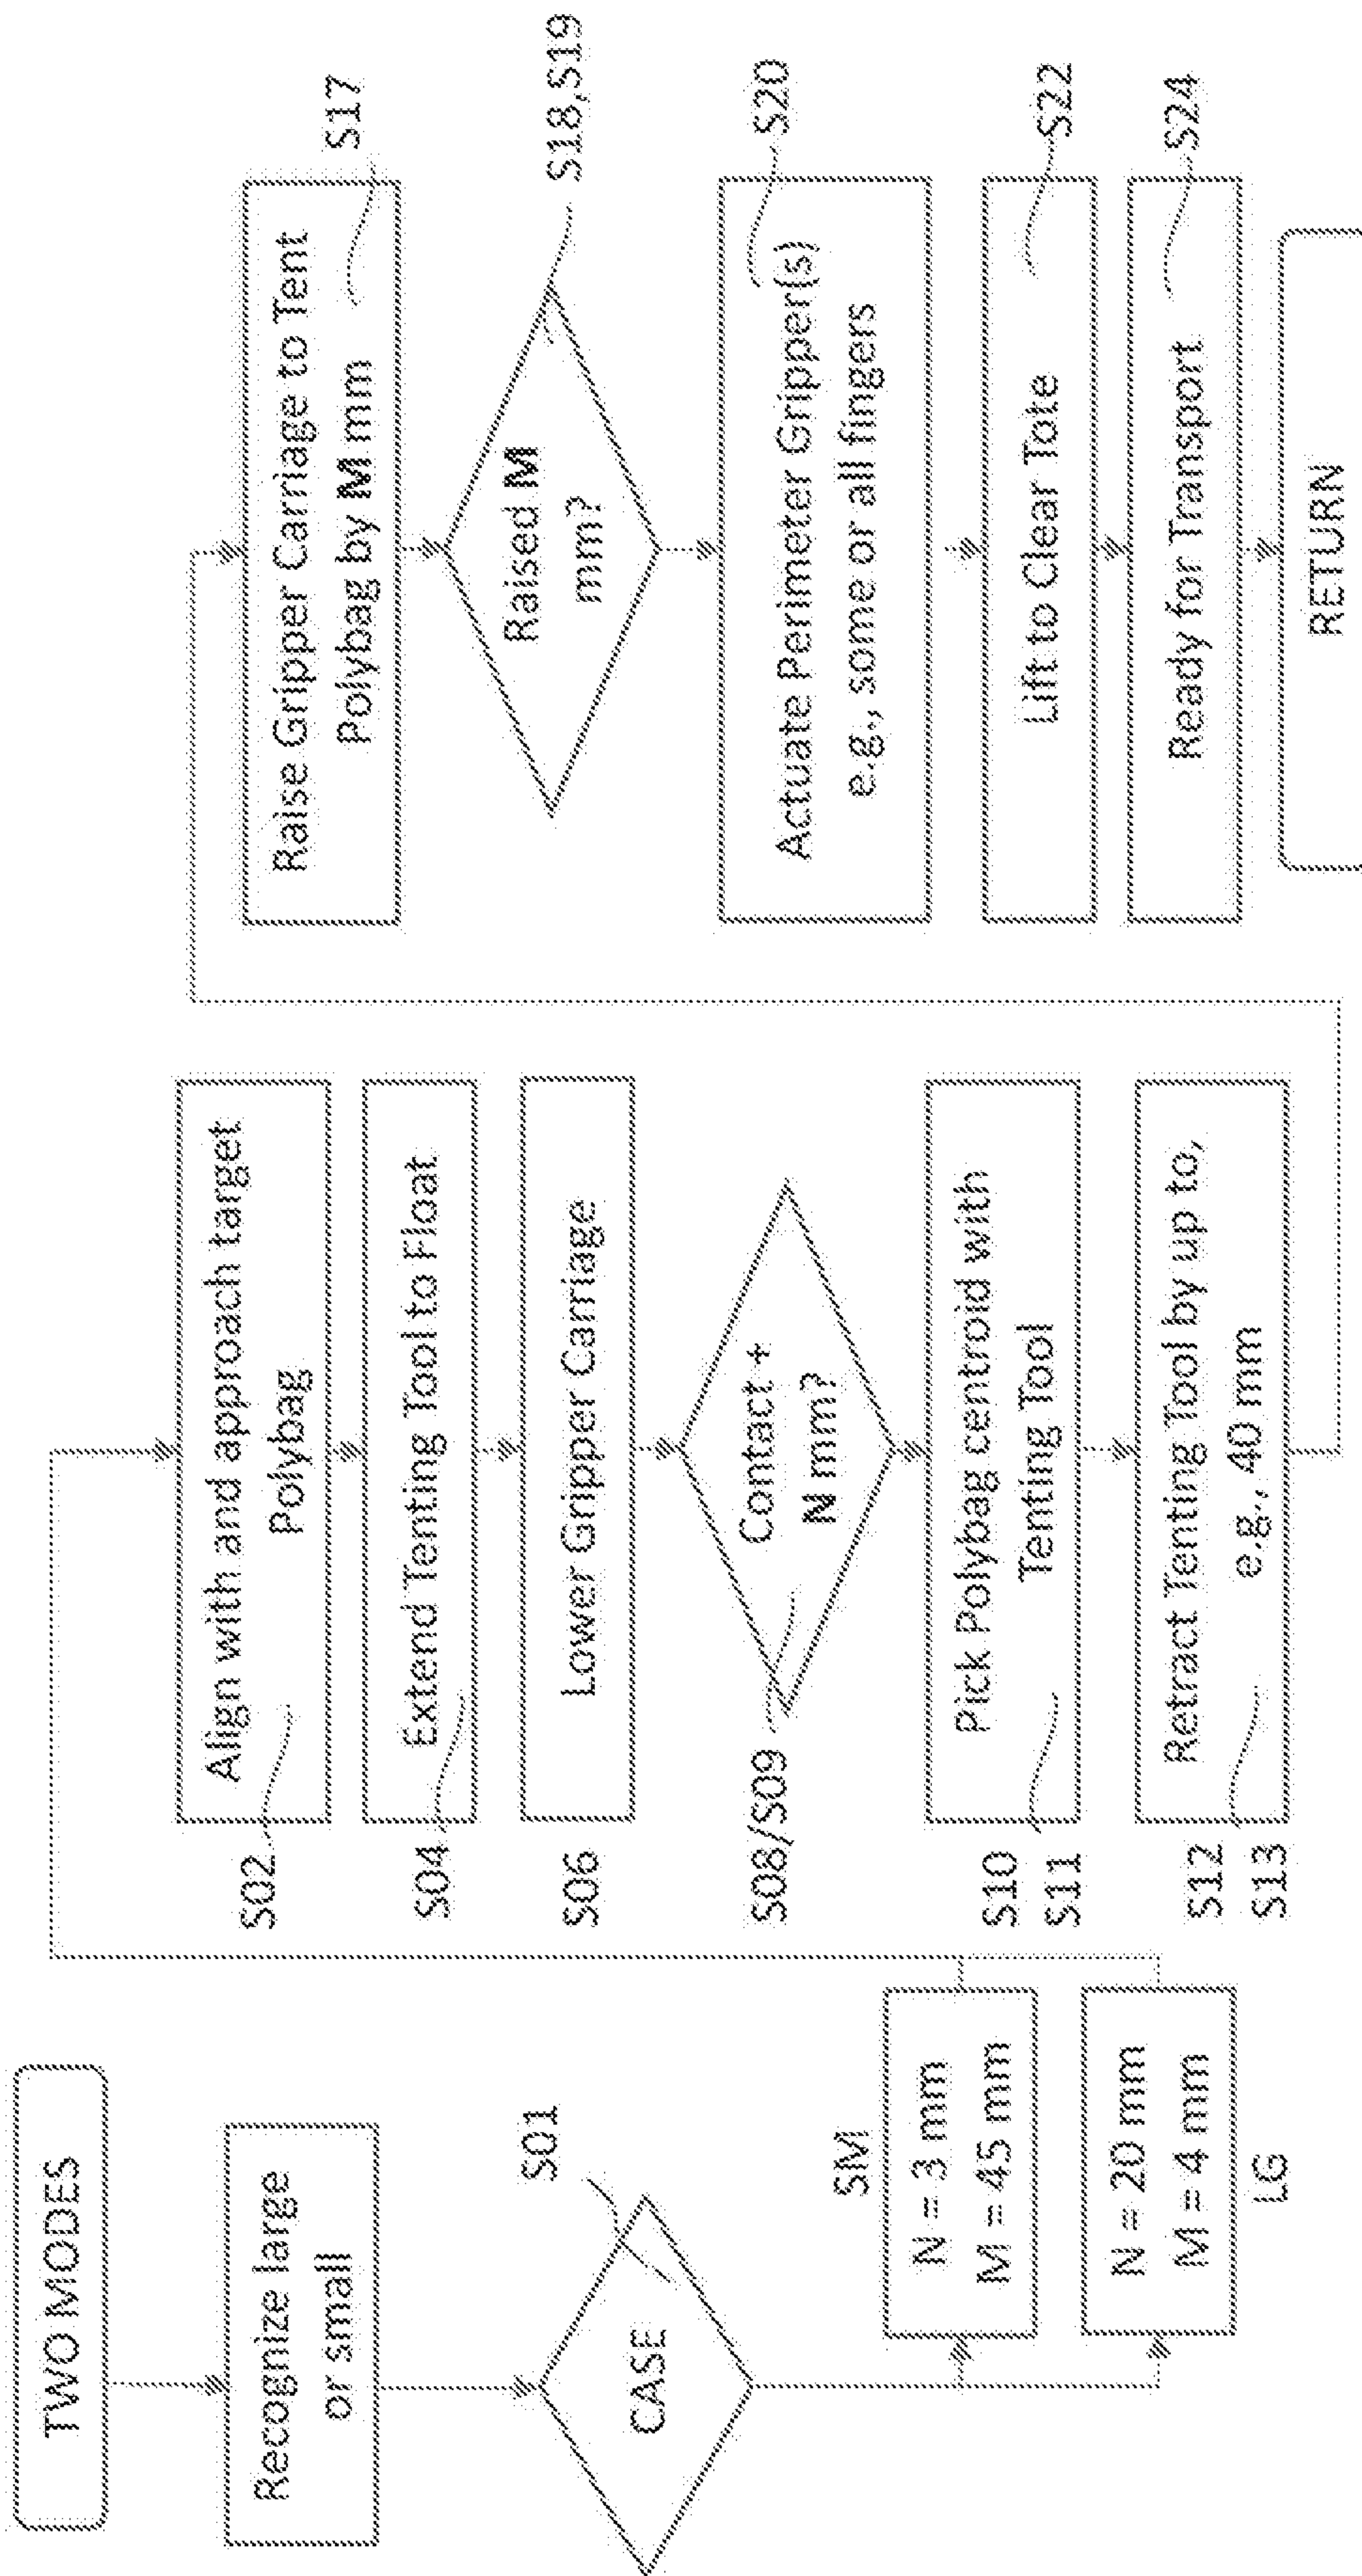 TWO MODES
Recognize large
or small
S01
CASE
SM
N = 3 mm
M = 45 mm
N = 20 mm
M = 4 mm
LG
Align with and approach target
Polybag
S02
Extend Tenting Tool to Float
S04
Lower Gripper Carriage
S06
Contact +
N mm?
S08/S09
Pick Polybag centroid with
Tenting Tool
S10
S11
Retract Tenting Tool by up to,
e.g., 40 mm
S12
S13
Raise Gripper Carriage to Tent
Polybag by M mm
S17
Raised M
mm?
S18,S19
Actuate Perimeter Gripper(s)
e.g., some or all fingers
S20
Lift to Clear Tote
S22
Ready for Transport
S24
RETURN